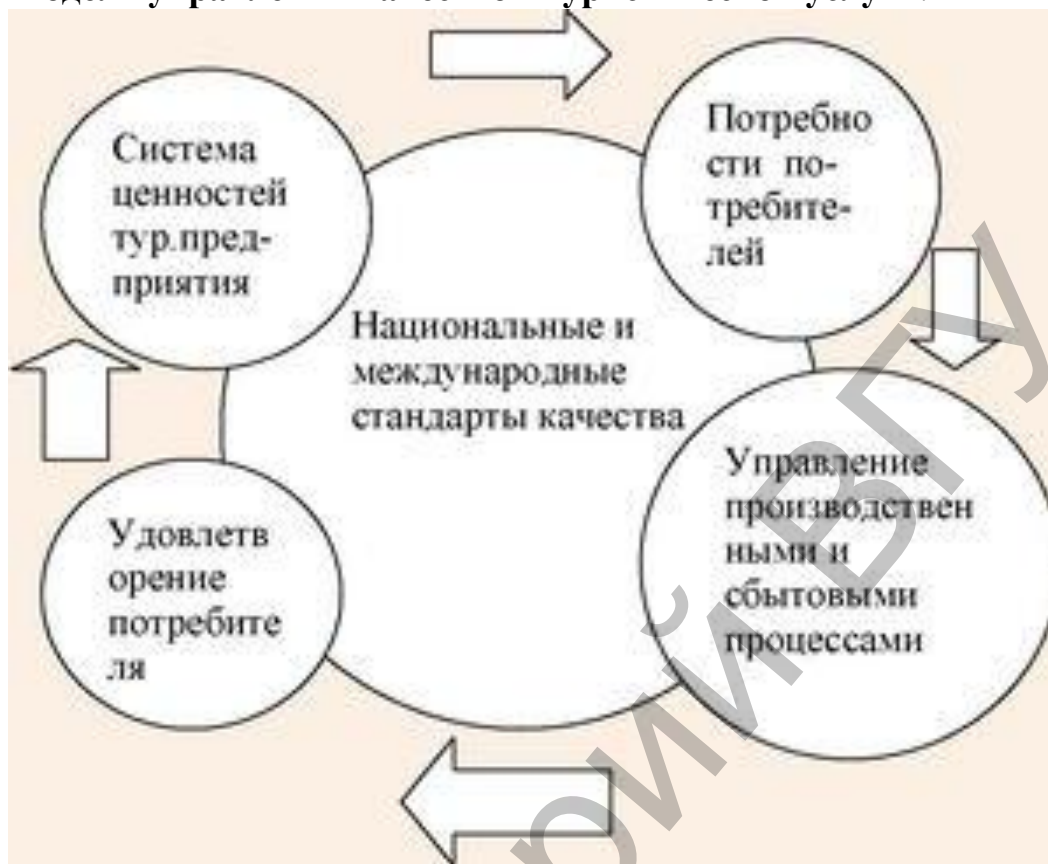 Система
ценностей
тур.пред-
приятия
Потребно
сти по-
требите-
лей
Национальные и
международные
стандарты качества
Управление
производствен
ными и
сбытовыми
процессами
Удовлетв
орение
потребите
ля
ВГУ